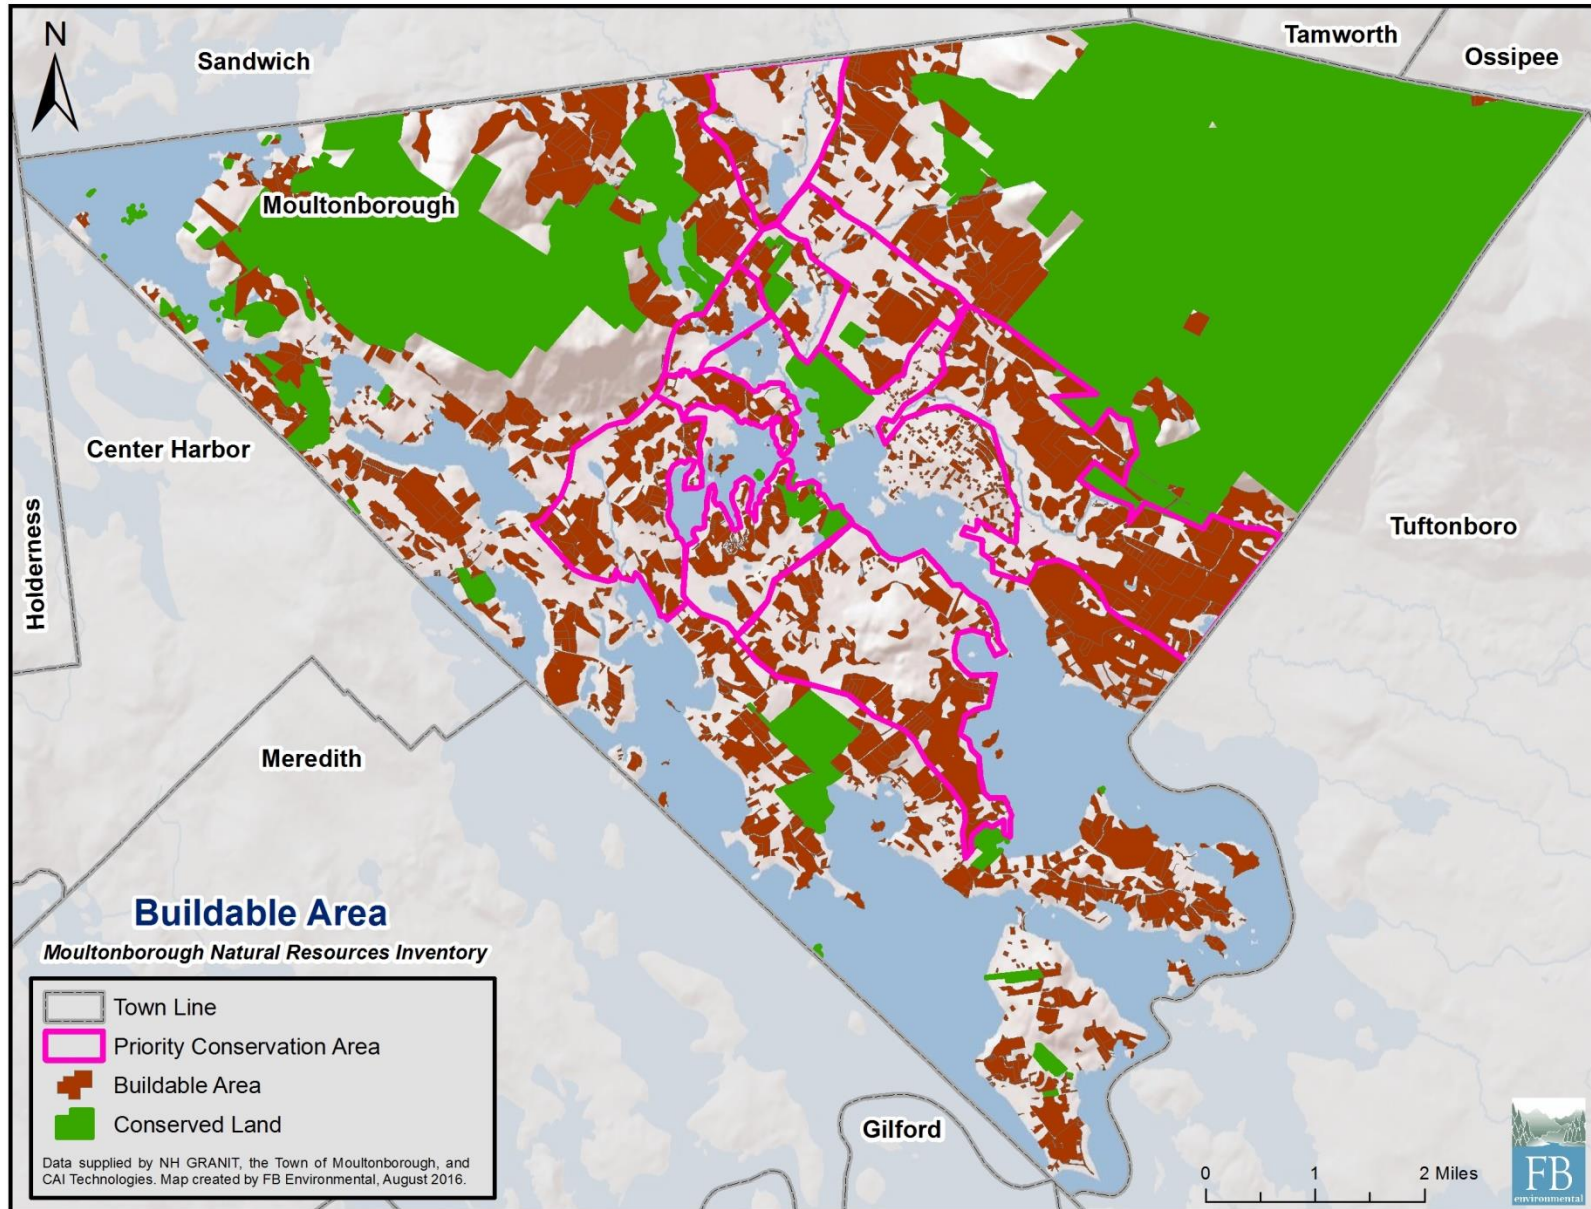 N
Sandwich
Tamworth
Ossipee
Moultonborough
Center Harbor
Holderness
Tuftonboro
Meredith
Gilford
Buildable Area
Moultonborough Natural Resources Inventory
Town Line
Priority Conservation Area
Buildable Area
Conserved Land
Data supplied by NH GRANIT, the Town of Moultonborough, and
CAI Technologies. Map created by FB Environmental, August 2016.
0 1 2 Miles
FB
environmental